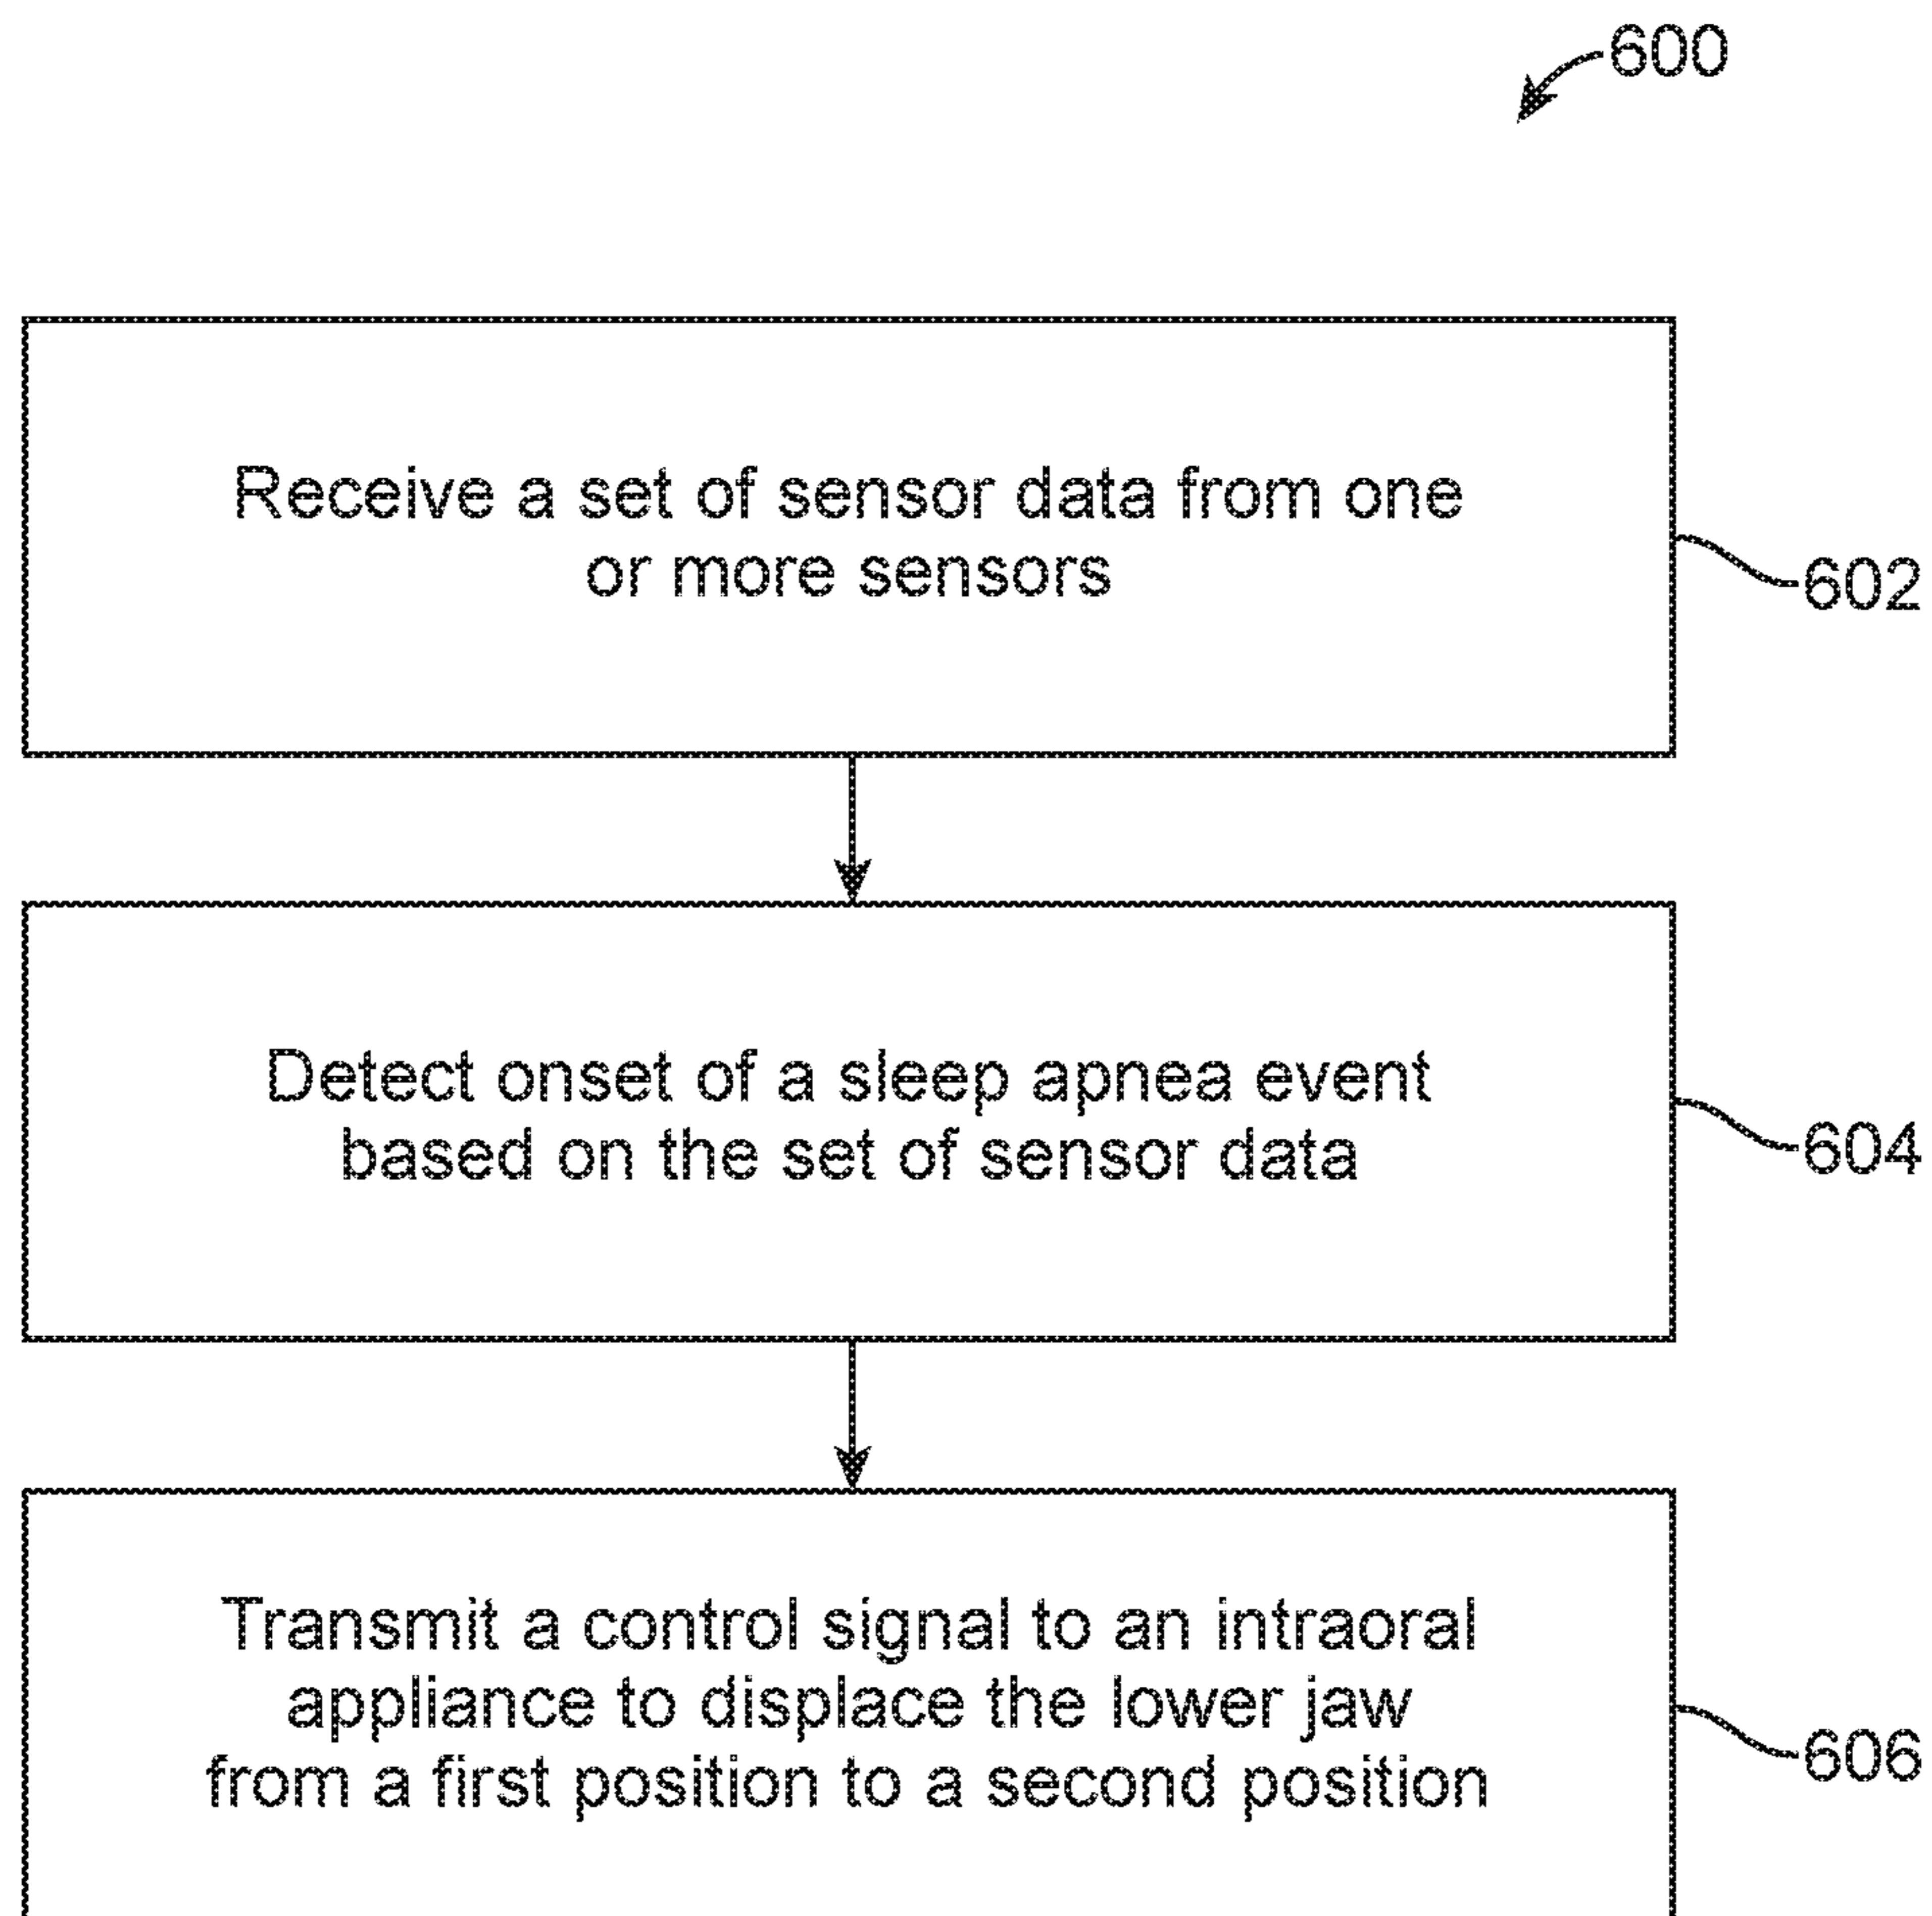 600
Receive a set of sensor data from one
or more sensors
602
Detect onset of a sleep apnea event
based on the set of sensor data
604
Transmit a control signal to an intraoral
appliance to displace the lower jaw
from a first position to a second position
606